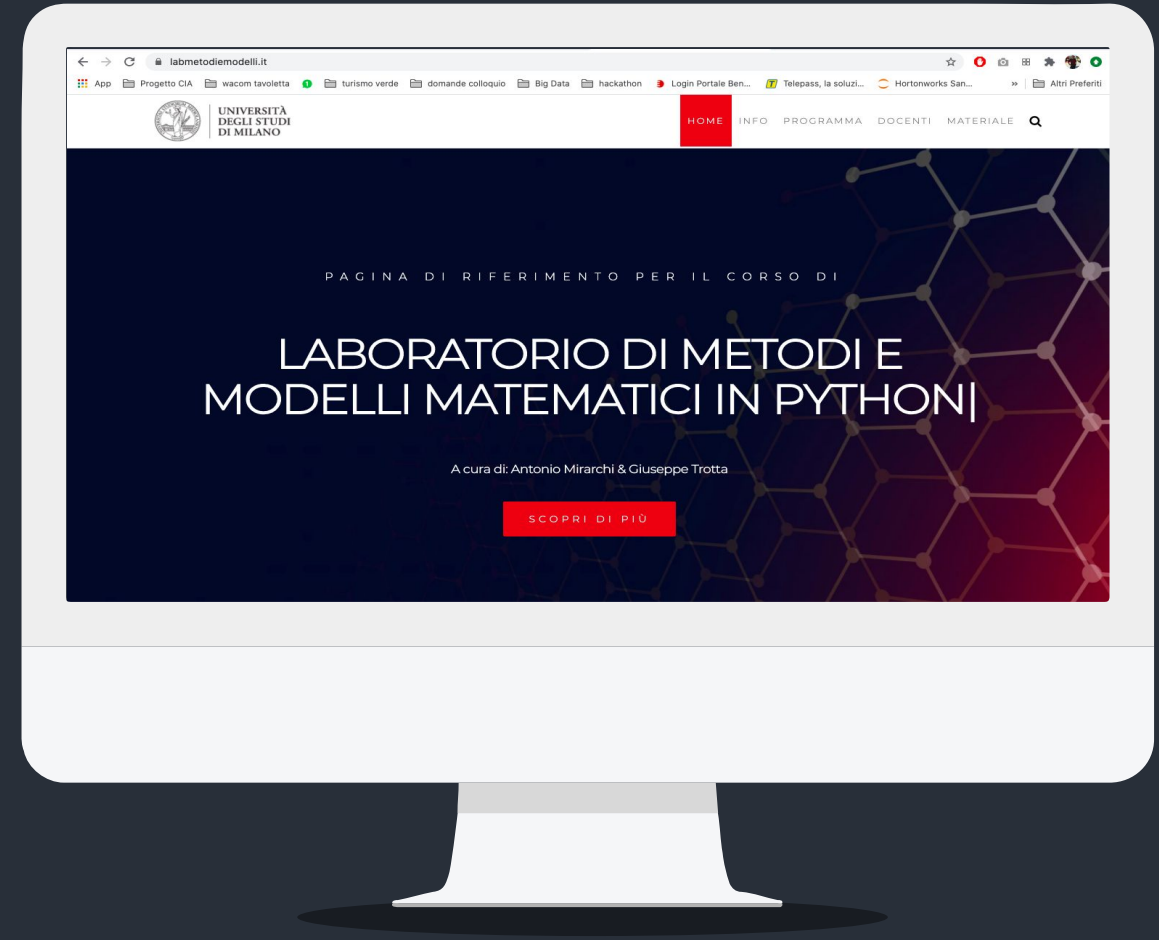 labmetodiemodelli.it
App Progetto CIA wacom tavoletta turismo verde domande colloquio Big Data hackathon Login Portale Ben... Telepass, la soluzi... Hortonworks San... » Altri Preferiti
UNIVERSITÀ
DEGLI STUDI
DI MILANO
HOME INFO PROGRAMMA DOCENTI MATERIALE
PAGINA DI RIFERIMENTO PER IL CORSO DI
LABORATORIO DI METODI E
MODELLI MATEMATICI IN PYTHON|
A cura di: Antonio Mirarchi & Giuseppe Trotta
SCOPRI DI PIÙ